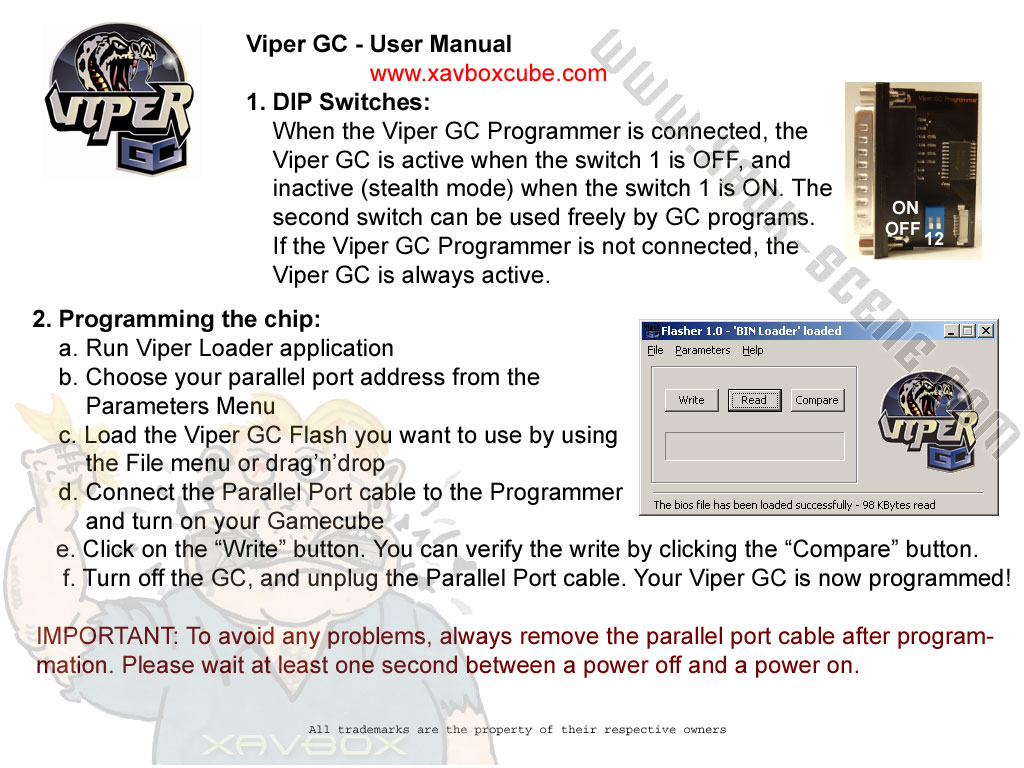 VIPER
GC
Viper GC - User Manual
www.xavboxcube.com
1. DIP Switches:
When the Viper GC Programmer is connected, the
Viper GC is active when the switch 1 is OFF, and
inactive (stealth mode) when the switch 1 is ON. The
second switch can be used freely by GC programs.
If the Viper GC Programmer is not connected, the
Viper GC is always active.
Viper GC Programmer
ON
OFF
12
2. Programming the chip:
a. Run Viper Loader application
b. Choose your parallel port address from the
Parameters Menu
c. Load the Viper GC Flash you want to use by using
the File menu or drag’n’drop
d. Connect the Parallel Port cable to the Programmer
and turn on your Gamecube
e. Click on the “Write” button. You can verify the write by clicking the “Compare” button.
f. Turn off the GC, and unplug the Parallel Port cable. Your Viper GC is now programmed!
Flasher 1.0 - 'BIN Loader' loaded
File Parameters Help
Write Read Compare
VIPER
GC
The bios file has been loaded successfully - 98 KBytes read
IMPORTANT: To avoid any problems, always remove the parallel port cable after program-
mation. Please wait at least one second between a power off and a power on.
All trademarks are the property of their respective owners
XAVBOX